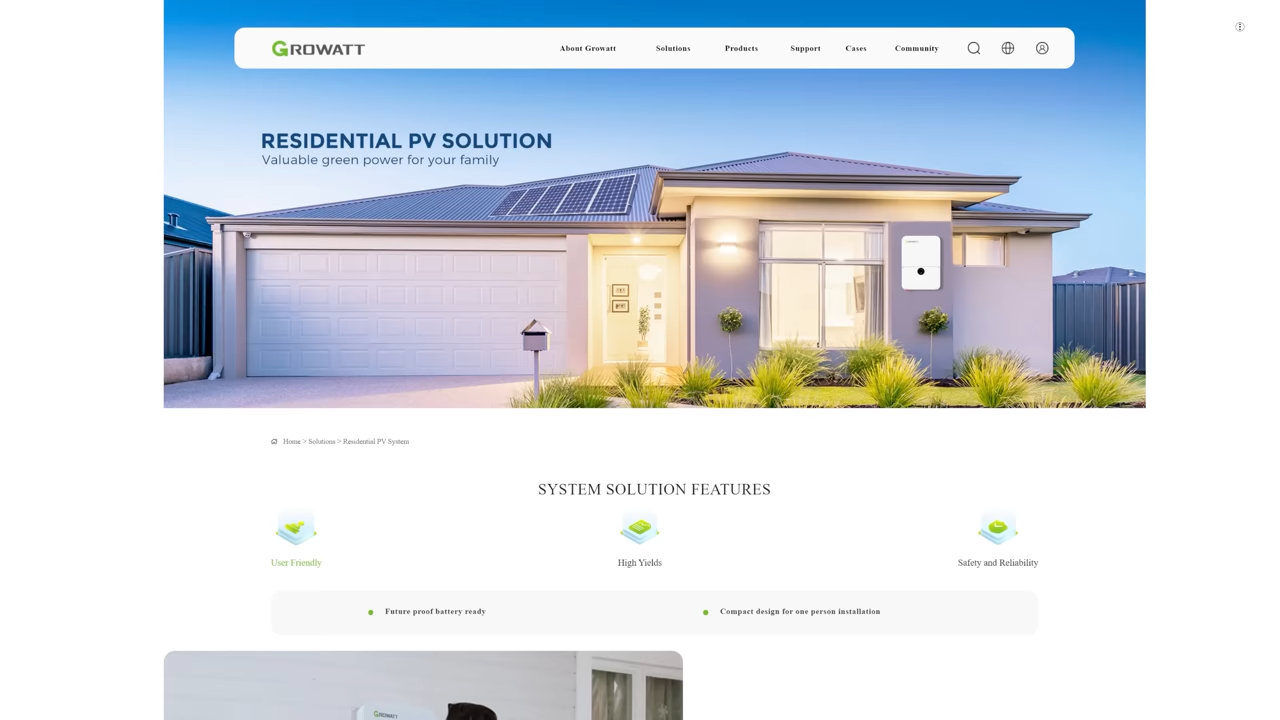 GROWATT
About Growatt Solutions Products Support Cases Community
RESIDENTIAL PV SOLUTION
Valuable green power for your family
Home > Solutions > Residential PV System
SYSTEM SOLUTION FEATURES
User Friendly High Yields Safety and Reliability
Future proof battery ready Compact design for one person installation
GROWATT